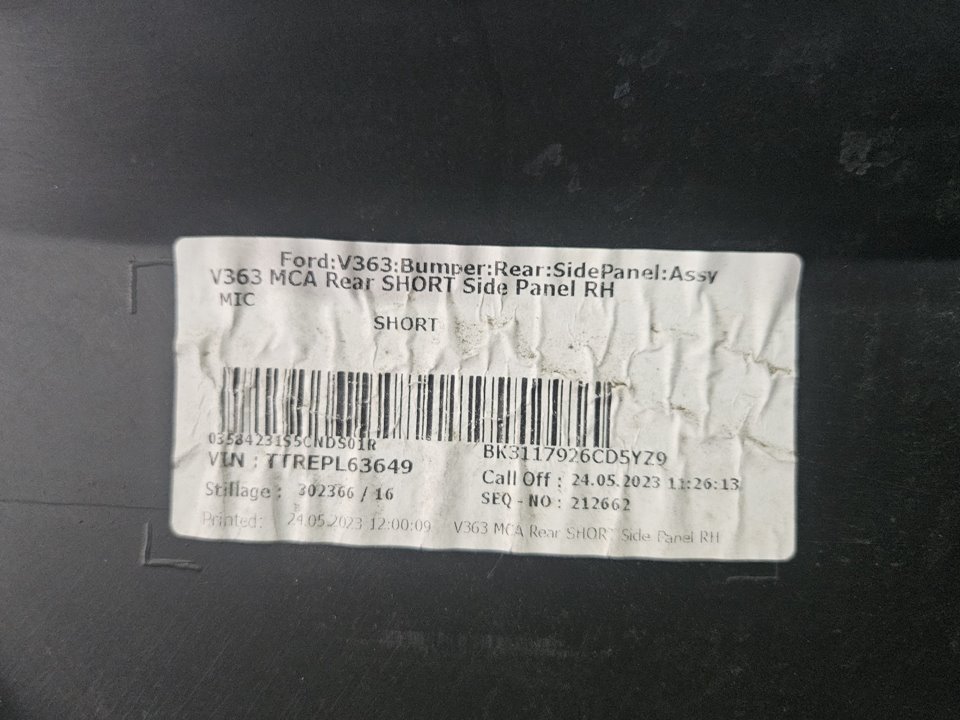 Ford:V363:Bumper:Rear:SidePanel:Assy
V363 MCA Rear SHORT Side Panel RH
MIC
SHORT
03584231S5CNDS01R
BK3117926CD5YZ9
VIN : TTREPL63649
Call Off : 24.05.2023 11:26:13
Stillage : 302366 / 16
SEQ - NO : 212662
Printed: 24.05.2023 12:00:09 V363 MCA Rear SHORT Side Panel RH